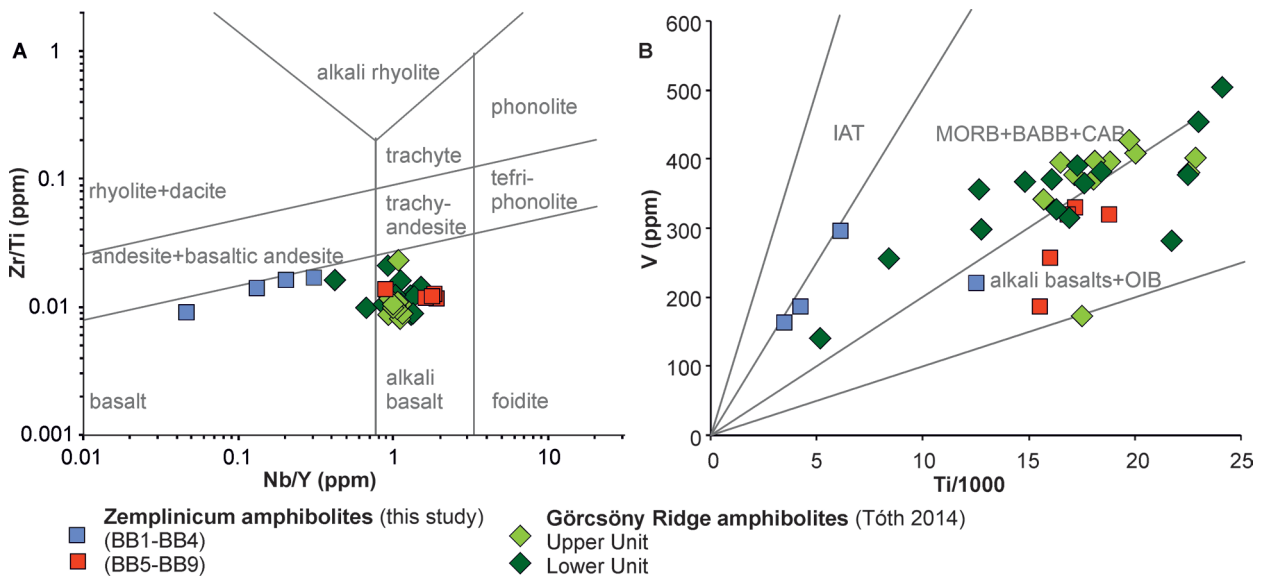 A
Zr/Ti (ppm)
1
0.1
0.01
0.001
alkali rhyolite
phonolite
trachyte
rhyolite+dacite
tefri-
phonolite
trachy-
andesite
andesite+basaltic andesite
basalt
alkali
basalt
foidite
0.01
0.1
1
10
Nb/Y (ppm)
B
V (ppm)
600
500
400
300
200
100
0
IAT
MORB+BABB+CAB
alkali basalts+OIB
0
5
10
15
20
25
Ti/1000
Zemplinicum amphibolites (this study)
(BB1-BB4)
(BB5-BB9)
Görcsöny Ridge amphibolites (Tóth 2014)
Upper Unit
Lower Unit